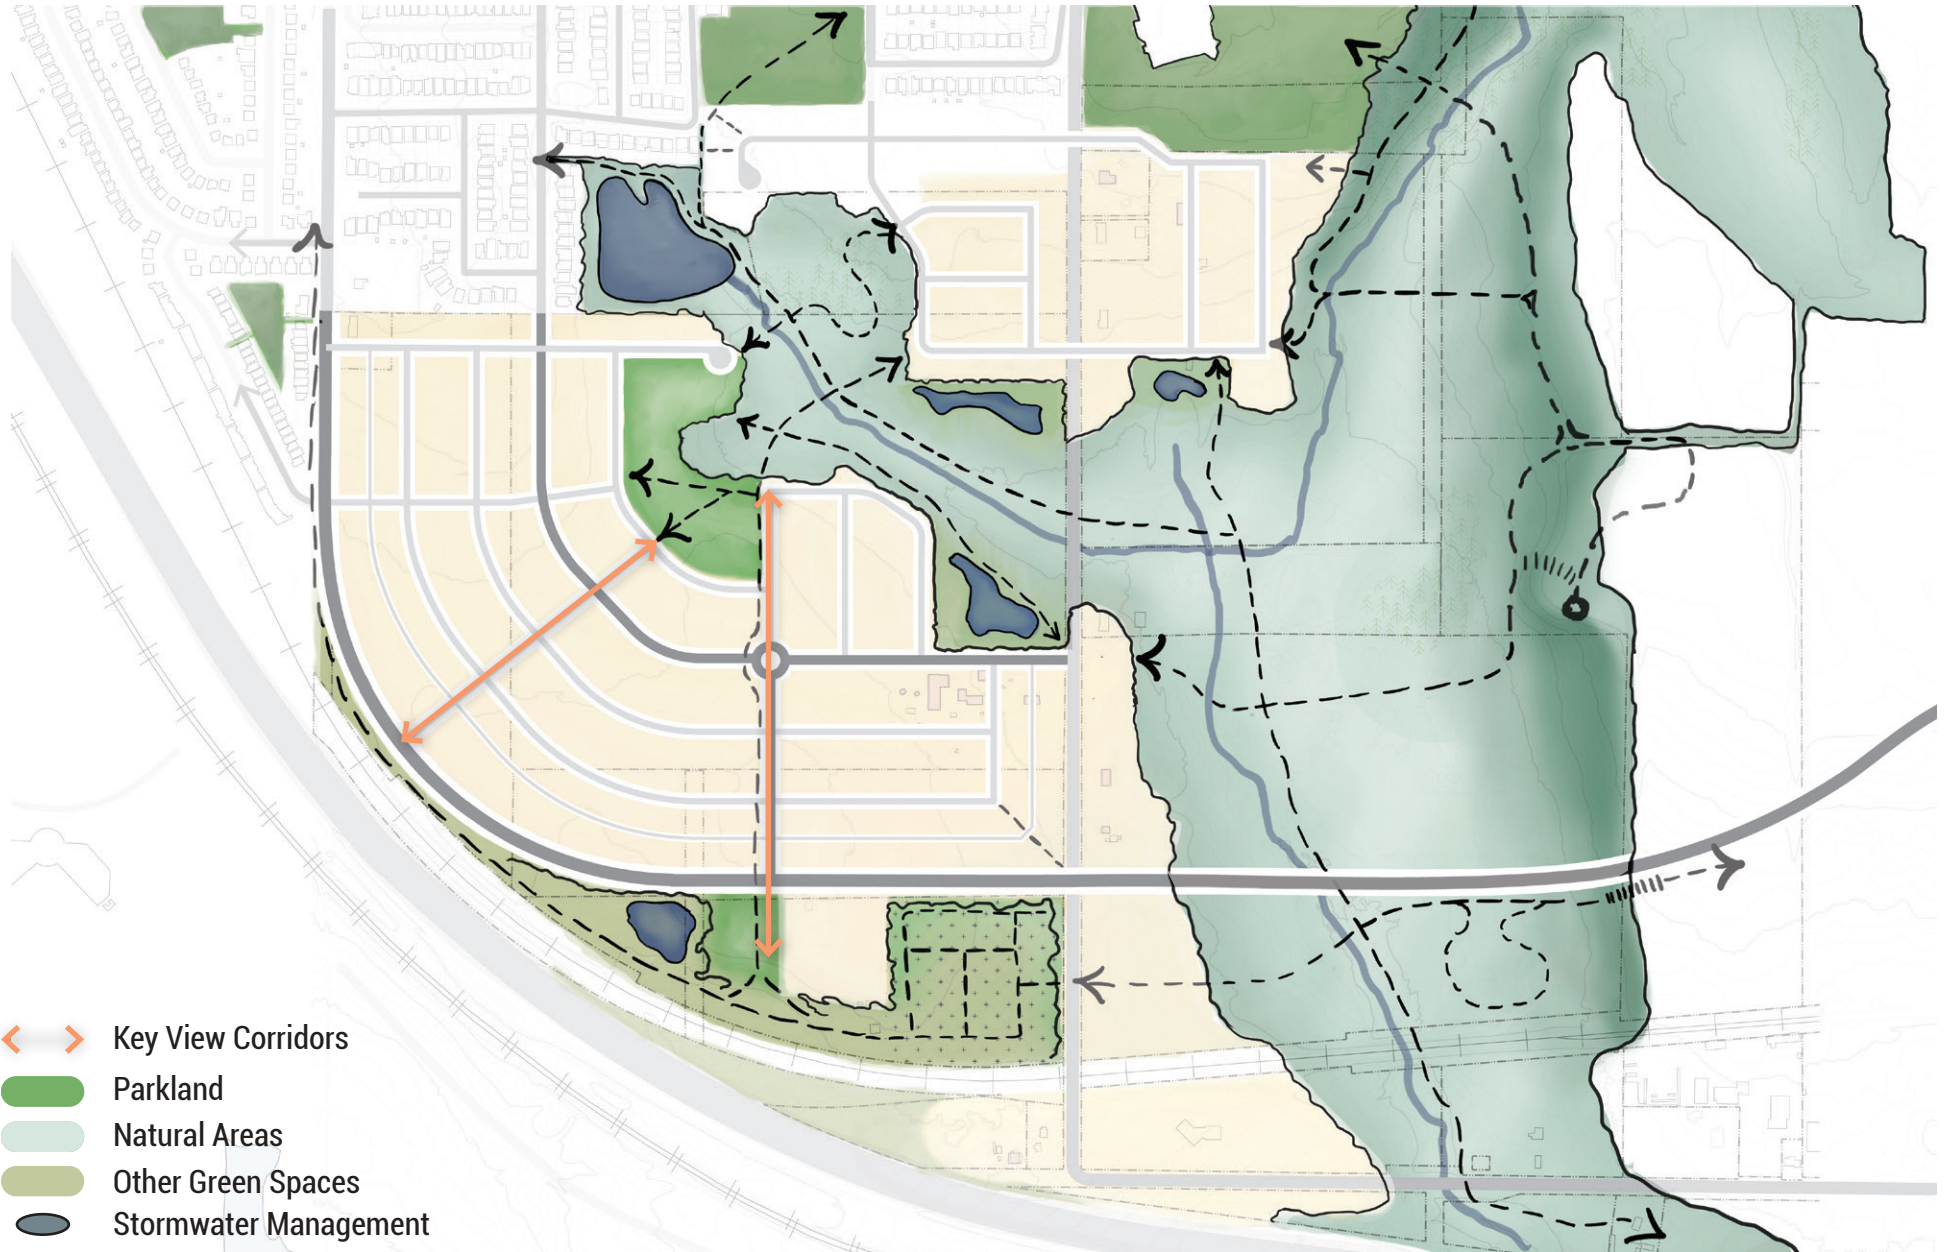 Key View Corridors
Parkland
Natural Areas
Other Green Spaces
Stormwater Management